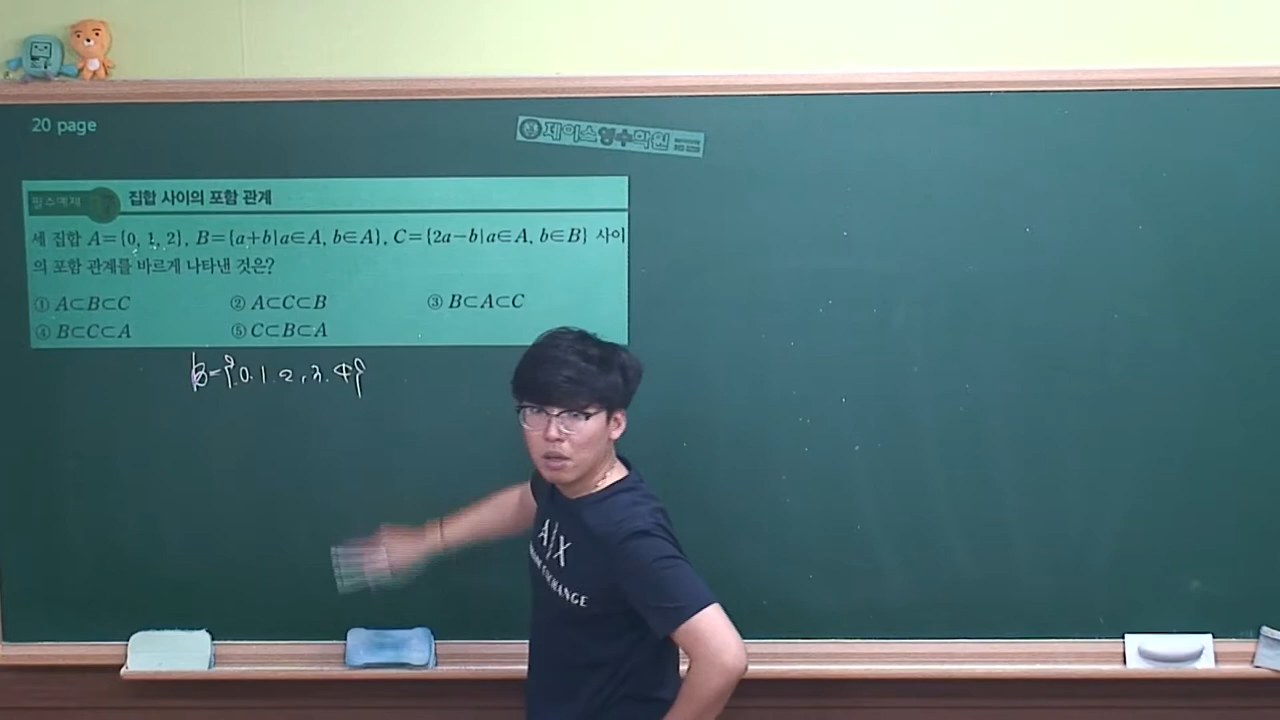 20 page
제이스영수학원
필수예제 집합 사이의 포함 관계
세 집합 A={0, 1, 2}, B={a+b|a∈A, b∈A}, C={2a-b|a∈A, b∈B} 사이
의 포함 관계를 바르게 나타낸 것은?
① A⊂B⊂C ② A⊂C⊂B ③ B⊂A⊂C
④ B⊂C⊂A ⑤ C⊂B⊂A
B={0. 1 2, 3. 4}
A|X
EXCHANGE